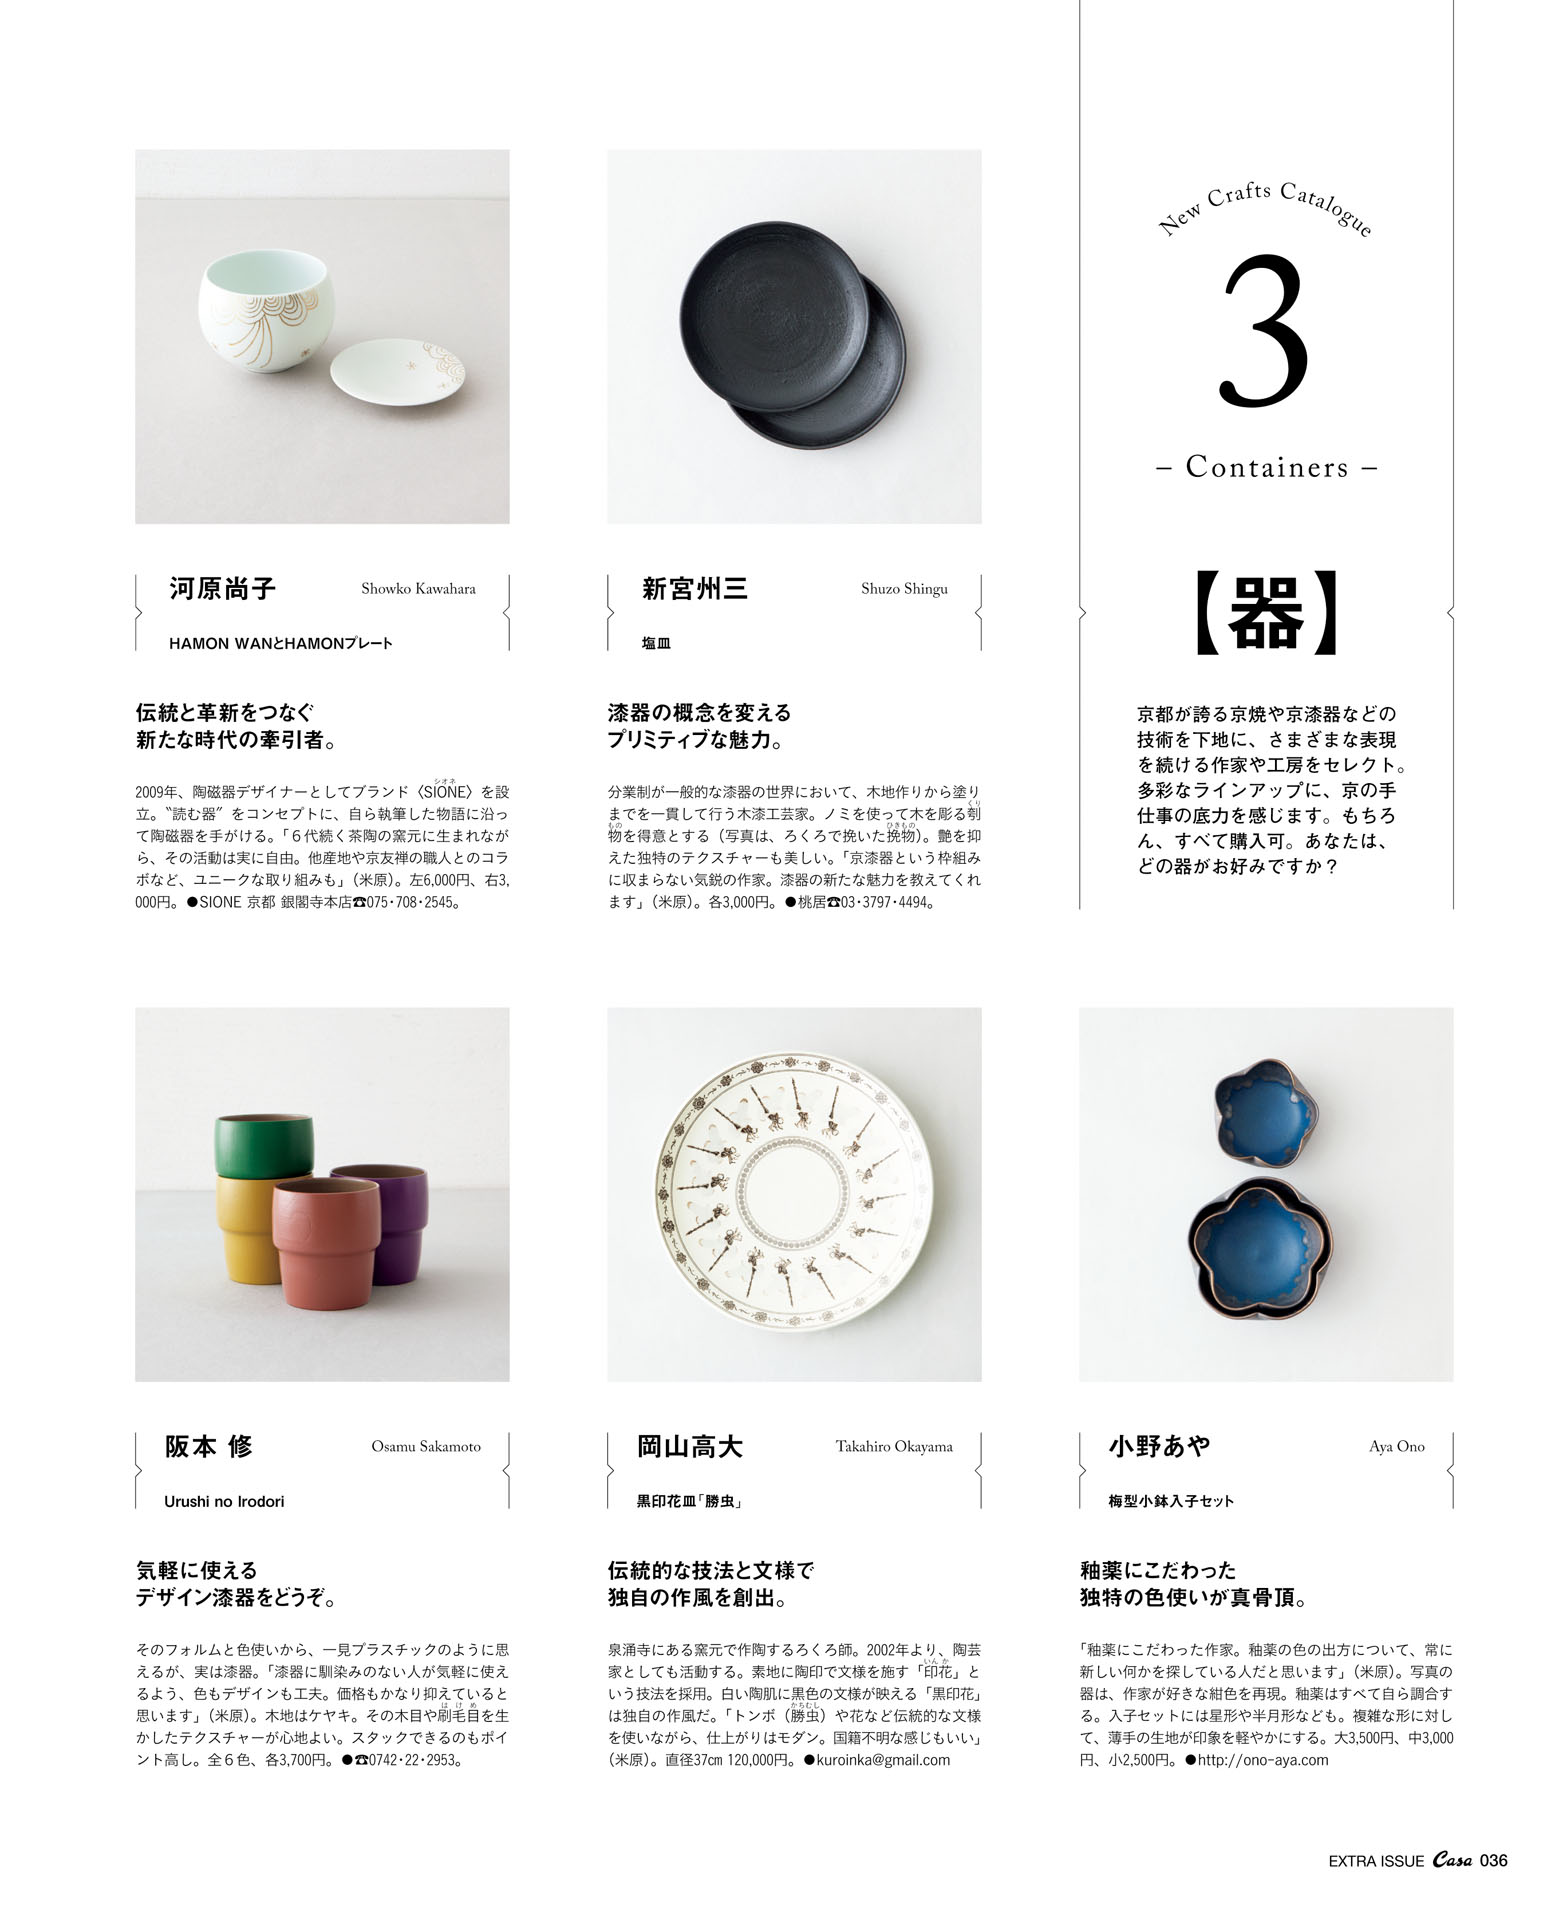 New Crafts Catalogue
3
– Containers –
【器】
京都が誇る京焼や京漆器などの
技術を下地に、さまざまな表現
を続ける作家や工房をセレクト。
多彩なラインアップに、京の手
仕事の底力を感じます。もちろ
ん、すべて購入可。あなたは、
どの器がお好みですか？
新宮州三
Shuzo Shingu
塩皿
漆器の概念を変える
プリミティブな魅力。
分業制が一般的な漆器の世界において、木地作りから塗り
までを一貫して行う木漆工芸家。ノミを使って木を彫る刳
くり
もの
ひきもの
物を得意とする（写真は、ろくろで挽いた挽物）。艶を抑
えた独特のテクスチャーも美しい。「京漆器という枠組み
に収まらない気鋭の作家。漆器の新たな魅力を教えてくれ
ます」（米原）。各3,000円。●桃居☎03・3797・4494。
河原尚子
Showko Kawahara
HAMON WANとHAMONプレート
伝統と革新をつなぐ
新たな時代の牽引者。
シオネ
2009年、陶磁器デザイナーとしてブランド〈SIONE〉を設
立。〝読む器〟をコンセプトに、自ら執筆した物語に沿っ
て陶磁器を手がける。「６代続く茶陶の窯元に生まれなが
ら、その活動は実に自由。他産地や京友禅の職人とのコラ
ボなど、ユニークな取り組みも」（米原）。左6,000円、右3,
000円。●SIONE 京都 銀閣寺本店☎075・708・2545。
小野あや
Aya Ono
梅型小鉢入子セット
釉薬にこだわった
独特の色使いが真骨頂。
「釉薬にこだわった作家。釉薬の色の出方について、常に
新しい何かを探している人だと思います」（米原）。写真の
器は、作家が好きな紺色を再現。釉薬はすべて自ら調合す
る。入子セットには星形や半月形なども。複雑な形に対し
て、薄手の生地が印象を軽やかにする。大3,500円、中3,000
円、小2,500円。●http://ono-aya.com
岡山高大
Takahiro Okayama
黒印花皿「勝虫」
伝統的な技法と文様で
独自の作風を創出。
泉涌寺にある窯元で作陶するろくろ師。2002年より、陶芸
いん か
家としても活動する。素地に陶印で文様を施す「印花」と
いう技法を採用。白い陶肌に黒色の文様が映える「黒印花」
かちむし
は独自の作風だ。「トンボ（勝虫）や花など伝統的な文様
を使いながら、仕上がりはモダン。国籍不明な感じもいい」
（米原）。直径37㎝ 120,000円。●kuroinka@gmail.com
阪本 修
Osamu Sakamoto
Urushi no Irodori
気軽に使える
デザイン漆器をどうぞ。
そのフォルムと色使いから、一見プラスチックのように思
えるが、実は漆器。「漆器に馴染みのない人が気軽に使え
るよう、色もデザインも工夫。価格もかなり抑えていると
は け め
思います」（米原）。木地はケヤキ。その木目や刷毛目を生
かしたテクスチャーが心地よい。スタックできるのもポイ
ント高し。全６色、各3,700円。●☎0742・22・2953。
EXTRA ISSUE Casa 036